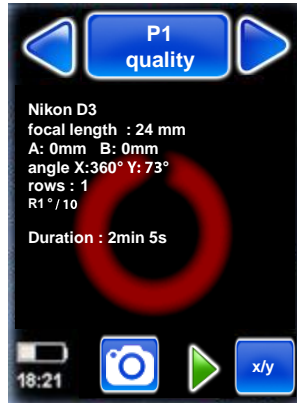 P1
quality
Nikon D3
focal length : 24 mm
A: 0mm B: 0mm
angle X:360° Y: 73°
rows : 1
R1 ° / 10
Duration : 2min 5s
x/y
18:21